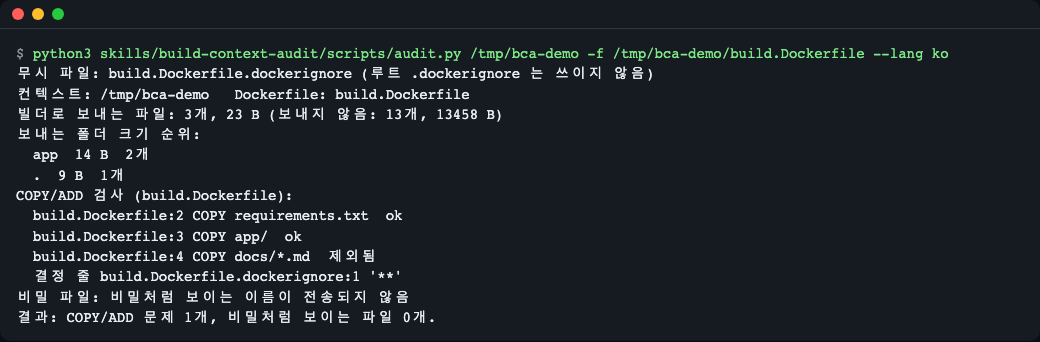 $ python3 skills/build-context-audit/scripts/audit.py /tmp/bca-demo -f /tmp/bca-demo/build.Dockerfile --lang ko
무시 파일: build.Dockerfile.dockerignore (루트 .dockerignore 는 쓰이지 않음)
컨텍스트: /tmp/bca-demo   Dockerfile: build.Dockerfile
빌더로 보내는 파일: 3개, 23 B (보내지 않음: 13개, 13458 B)
보내는 폴더 크기 순위:
  app  14 B  2개
  .  9 B  1개
COPY/ADD 검사 (build.Dockerfile):
  build.Dockerfile:2 COPY requirements.txt  ok
  build.Dockerfile:3 COPY app/  ok
  build.Dockerfile:4 COPY docs/*.md  제외됨
  결정 줄 build.Dockerfile.dockerignore:1 '**'
비밀 파일: 비밀처럼 보이는 이름이 전송되지 않음
결과: COPY/ADD 문제 1개, 비밀처럼 보이는 파일 0개.